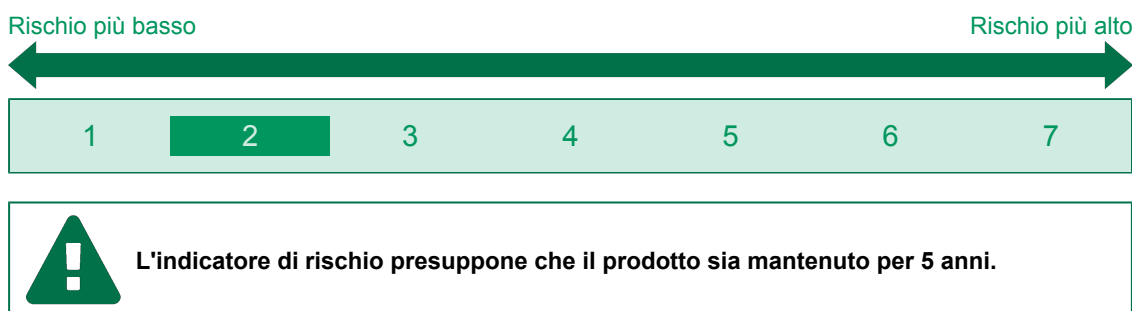 Rischio più basso Rischio più alto
1 2 3 4 5 6 7
L'indicatore di rischio presuppone che il prodotto sia mantenuto per 5 anni.